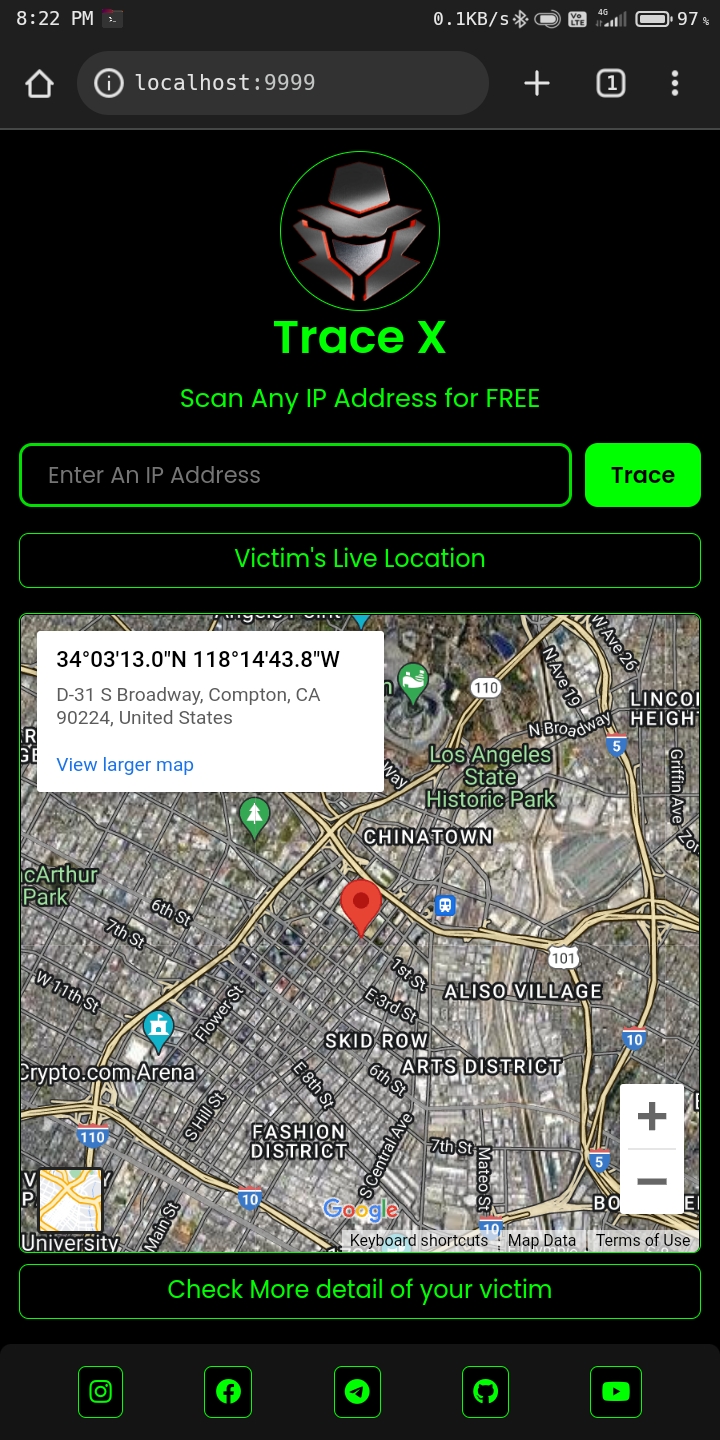 8:22 PM
0.1KB/s
Vo LTE
4G
97 %
localhost:9999
1
Trace X
Scan Any IP Address for FREE
Enter An IP Address
Trace
Victim's Live Location
34°03'13.0"N 118°14'43.8"W
D-31 S Broadway, Compton, CA
90224, United States
View larger map
110
W Ave 26
N Ave 19
N Broadway
5
Griffin Ave
Way
Los Angeles
State
Historic Park
CHINATOWN
Park
6th St
7th St
W 11th St
Flower St
1st St
E 3rd St
101
ALISO VILLAGE
SKID ROW
ARTS DISTRICT
10
Crypto.com Arena
E 8th St
6th St
S Hill St
FASHION
DISTRICT
S Central Ave
7th St
Mateo St
5
110
10
10
Main St
University
Google
Keyboard shortcuts
Map Data
Terms of Use
Check More detail of your victim